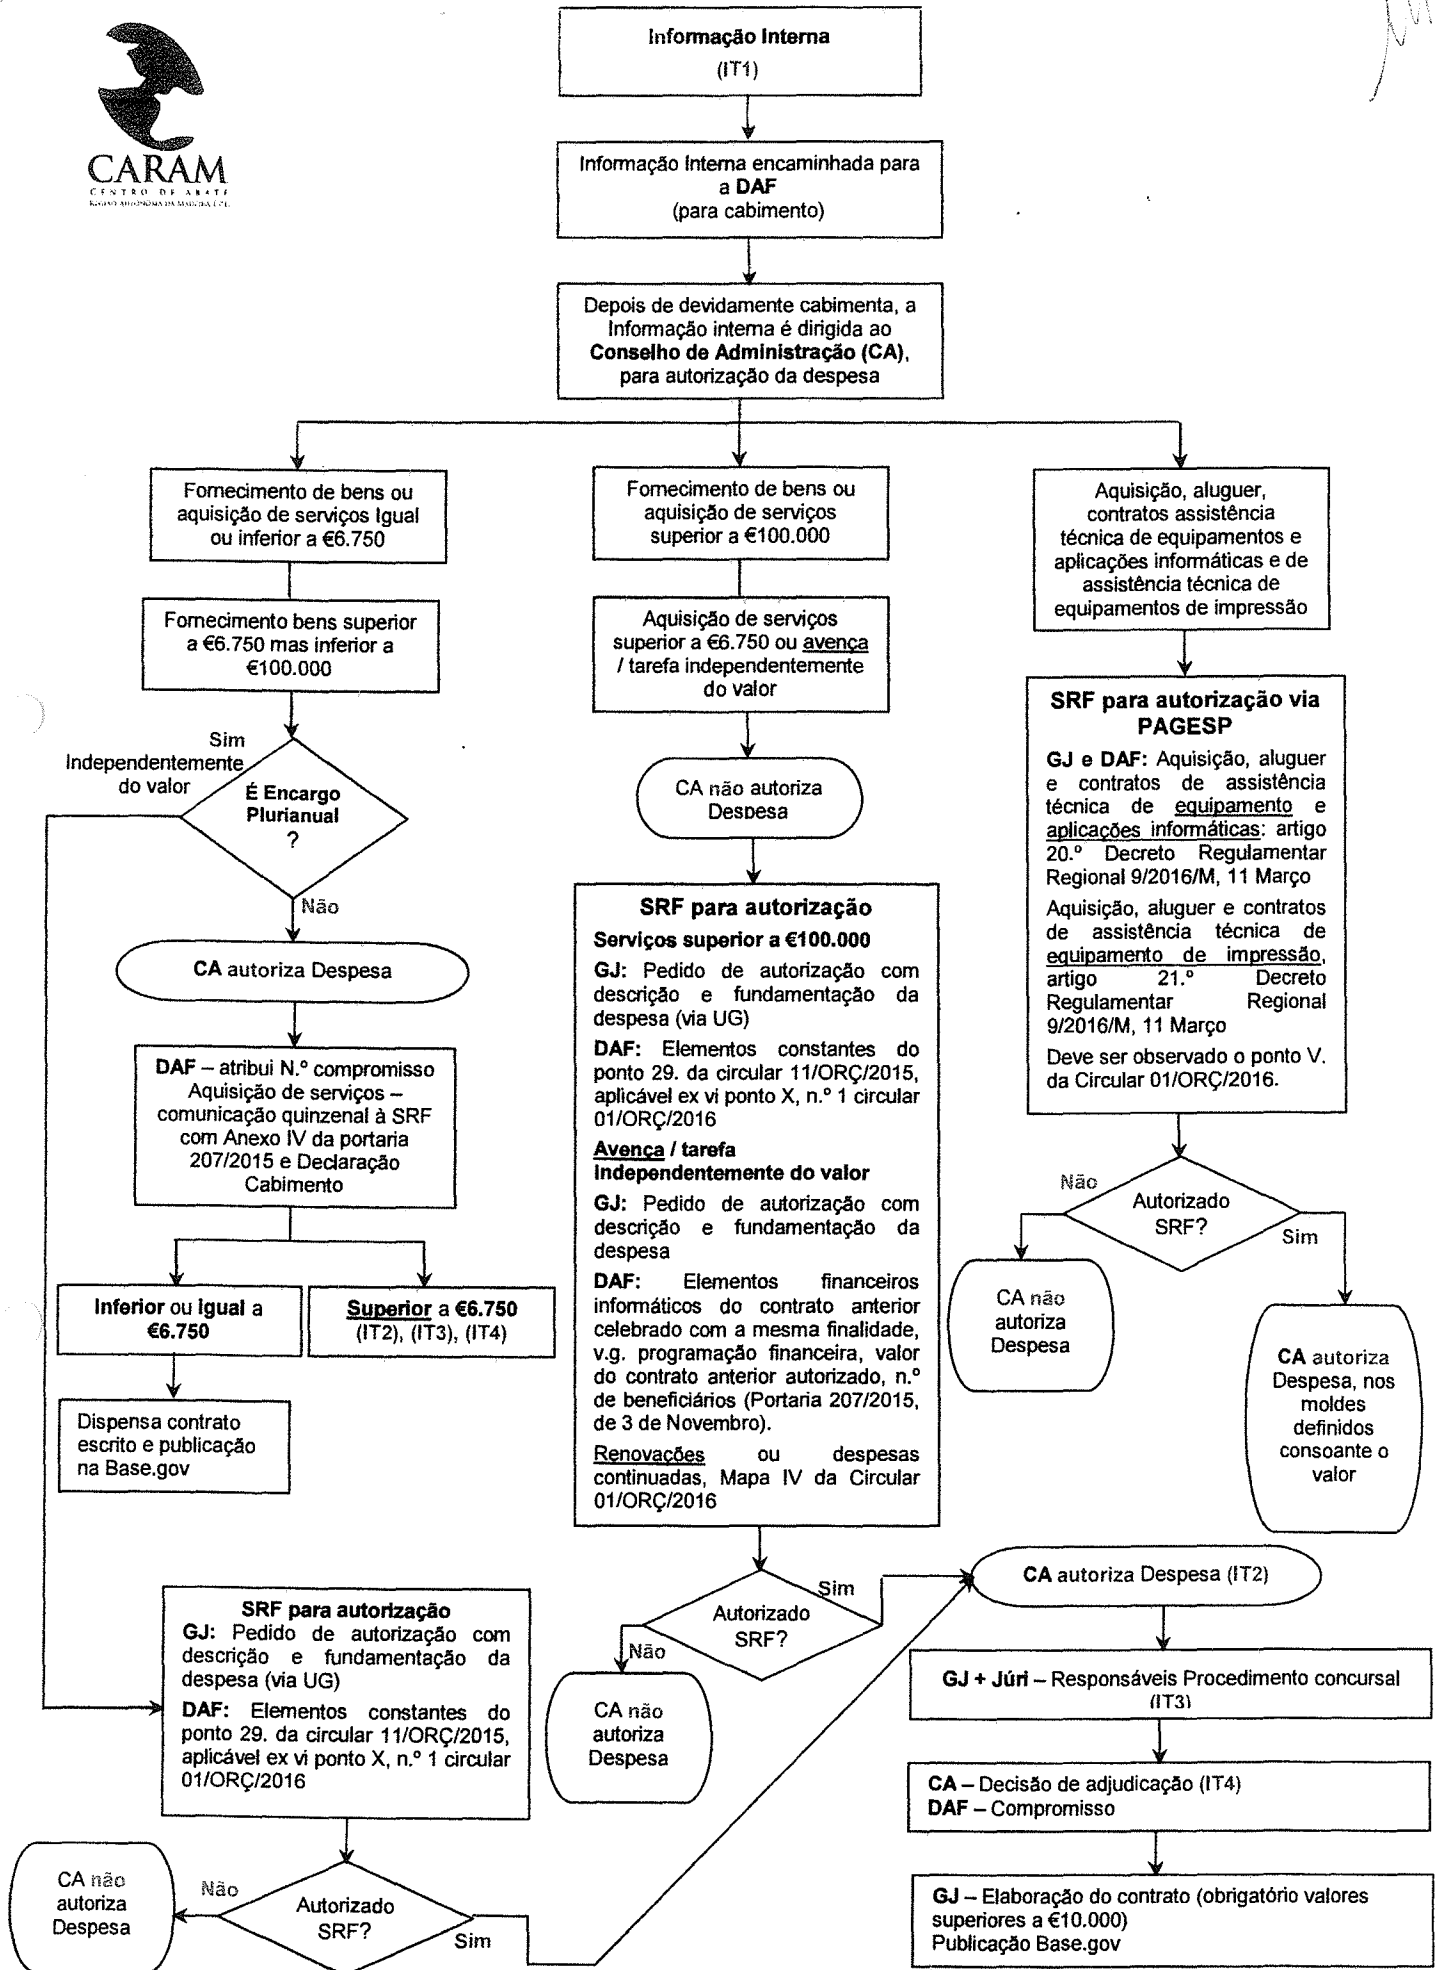 CARAM
CENTRO DE ABATE
REGIÃO AUTÓNOMA DA MADEIRA E.P.E.
Informação Interna
(IT1)
Informação Interna encaminhada para
a DAF
(para cabimento)
Depois de devidamente cabimenta, a
Informação interna é dirigida ao
Conselho de Administração (CA),
para autorização da despesa
Fornecimento de bens ou
aquisição de serviços Igual
ou inferior a €6.750
Fornecimento bens superior
a €6.750 mas inferior a
€100.000
Sim
Independentemente
do valor
É Encargo
Plurianual
?
Não
CA autoriza Despesa
DAF – atribui N.º compromisso
Aquisição de serviços –
comunicação quinzenal à SRF
com Anexo IV da portaria
207/2015 e Declaração
Cabimento
Inferior ou Igual a
€6.750
Superior a €6.750
(IT2), (IT3), (IT4)
Dispensa contrato
escrito e publicação
na Base.gov
SRF para autorização
GJ: Pedido de autorização com
descrição e fundamentação da
despesa (via UG)
DAF: Elementos constantes do
ponto 29. da circular 11/ORÇ/2015,
aplicável ex vi ponto X, n.º 1 circular
01/ORÇ/2016
Autorizado
SRF?
Não
Sim
CA não
autoriza
Despesa
Fornecimento de bens ou
aquisição de serviços
superior a €100.000
Aquisição de serviços
superior a €6.750 ou avença
/ tarefa independentemente
do valor
CA não autoriza
Despesa
SRF para autorização
Serviços superior a €100.000
GJ: Pedido de autorização com
descrição e fundamentação da
despesa (via UG)
DAF: Elementos constantes do
ponto 29. da circular 11/ORÇ/2015,
aplicável ex vi ponto X, n.º 1 circular
01/ORÇ/2016
Avença / tarefa
Independentemente do valor
GJ: Pedido de autorização com
descrição e fundamentação da
despesa
DAF: Elementos financeiros
informáticos do contrato anterior
celebrado com a mesma finalidade,
v.g. programação financeira, valor
do contrato anterior autorizado, n.º
de beneficiários (Portaria 207/2015,
de 3 de Novembro).
Renovações ou despesas
continuadas, Mapa IV da Circular
01/ORÇ/2016
Autorizado
SRF?
Sim
Não
CA não
autoriza
Despesa
Aquisição, aluguer,
contratos assistência
técnica de equipamentos e
aplicações informáticas e de
assistência técnica de
equipamentos de impressão
SRF para autorização via
PAGESP
GJ e DAF: Aquisição, aluguer
e contratos de assistência
técnica de equipamento e
aplicações informáticas: artigo
20.º Decreto Regulamentar
Regional 9/2016/M, 11 Março
Aquisição, aluguer e contratos
de assistência técnica de
equipamento de impressão,
artigo 21.º Decreto
Regulamentar Regional
9/2016/M, 11 Março
Deve ser observado o ponto V.
da Circular 01/ORÇ/2016.
Não
Autorizado
SRF?
Sim
CA não
autoriza
Despesa
CA autoriza
Despesa, nos
moldes
definidos
consoante o
valor
CA autoriza Despesa (IT2)
GJ + Júri – Responsáveis Procedimento concursal
(IT3)
CA – Decisão de adjudicação (IT4)
DAF – Compromisso
GJ – Elaboração do contrato (obrigatório valores
superiores a €10.000)
Publicação Base.gov